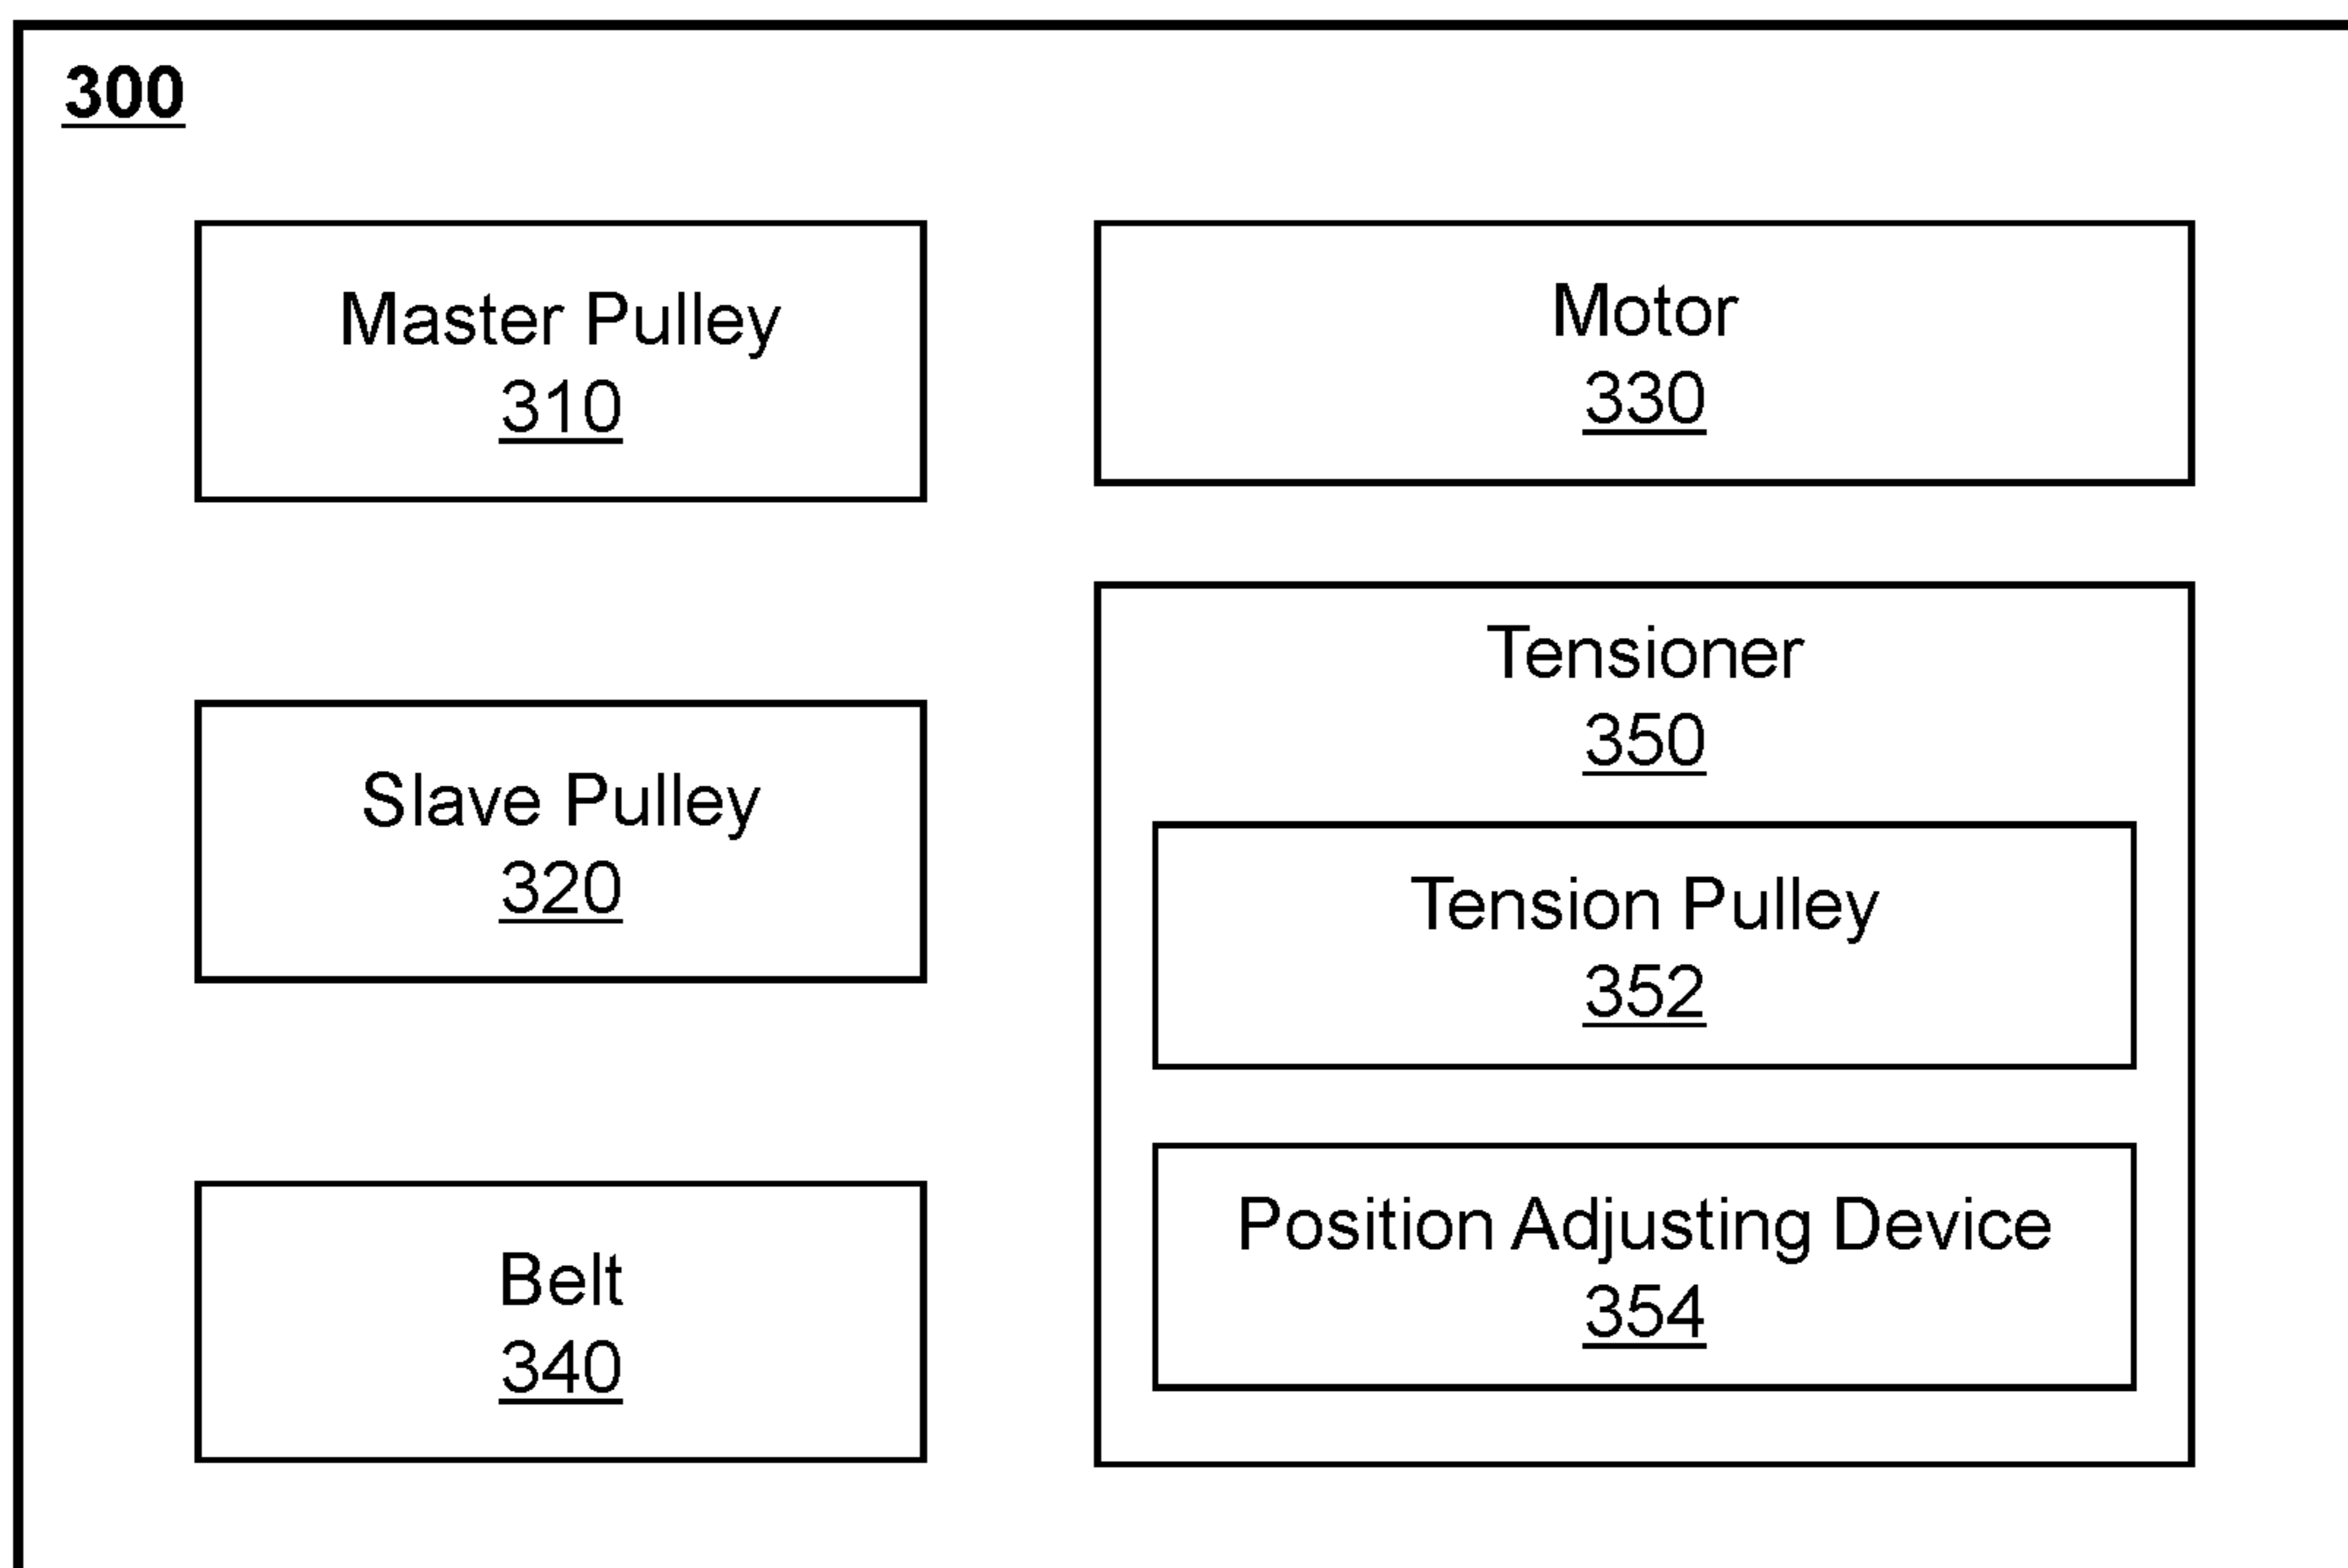 300
Master Pulley
310
Slave Pulley
320
Belt
340
Motor
330
Tensioner
350
Tension Pulley
352
Position Adjusting Device
354